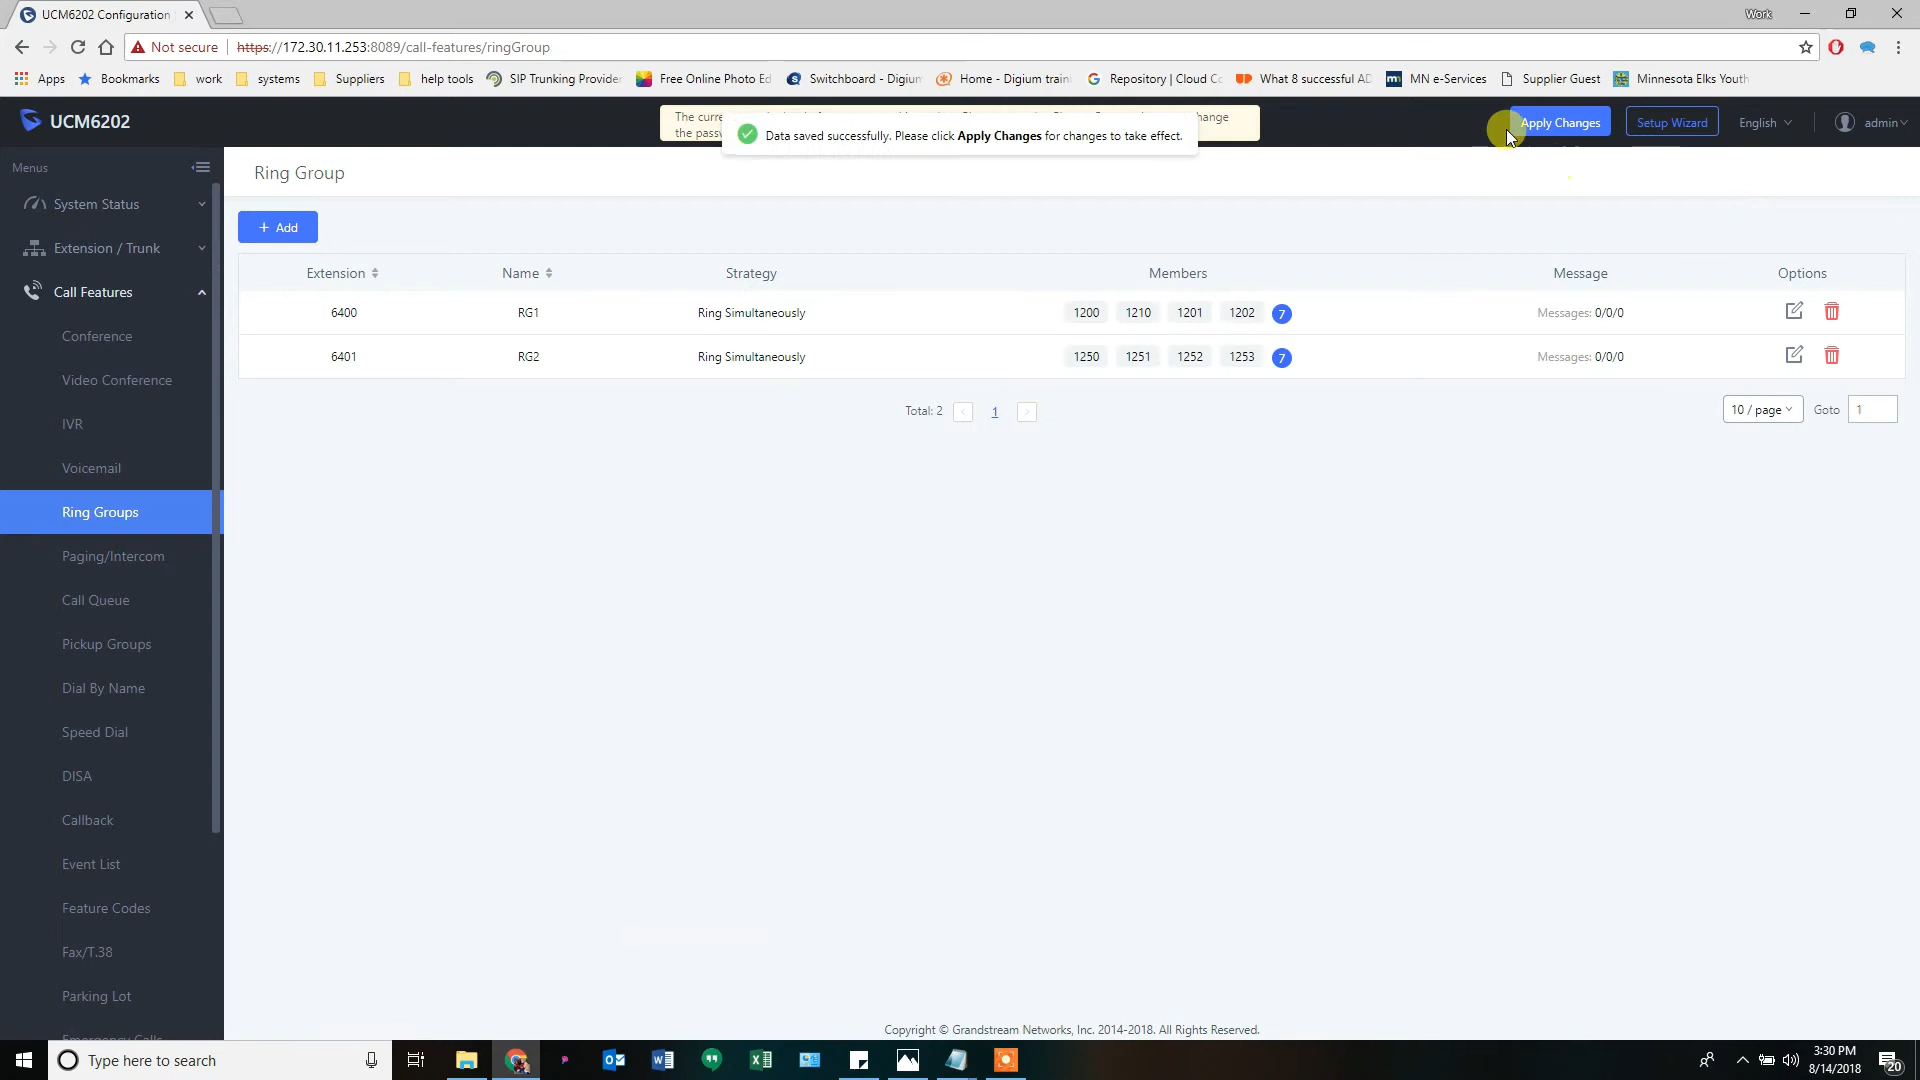 UCM6202 Configuration
Work
Not secure
https://172.30.11.253:8089/call-features/ringGroup
Apps
Bookmarks
work
systems
Suppliers
help tools
SIP Trunking Provide
Free Online Photo Ed
Switchboard - Digiun
Home - Digium train
Repository | Cloud Cc
What 8 successful AD
MN e-Services
Supplier Guest
Minnesota Elks Youth
UCM6202
The curre
ange
the passw
Data saved successfully. Please click Apply Changes for changes to take effect.
Apply Changes
Setup Wizard
English
admin
Menus
System Status
Extension / Trunk
Call Features
Conference
Video Conference
IVR
Voicemail
Ring Groups
Paging/Intercom
Call Queue
Pickup Groups
Dial By Name
Speed Dial
DISA
Callback
Event List
Feature Codes
Fax/T.38
Parking Lot
Emergency Calls
Ring Group
+ Add
Extension Name Strategy Members Message Options
6400 RG1 Ring Simultaneously 1200 1210 1201 1202 7 Messages: 0/0/0
6401 RG2 Ring Simultaneously 1250 1251 1252 1253 7 Messages: 0/0/0
Total: 2 < 1 > 10 / page Goto 1
Copyright © Grandstream Networks, Inc. 2014-2018. All Rights Reserved.
Type here to search
3:30 PM
8/14/2018
20